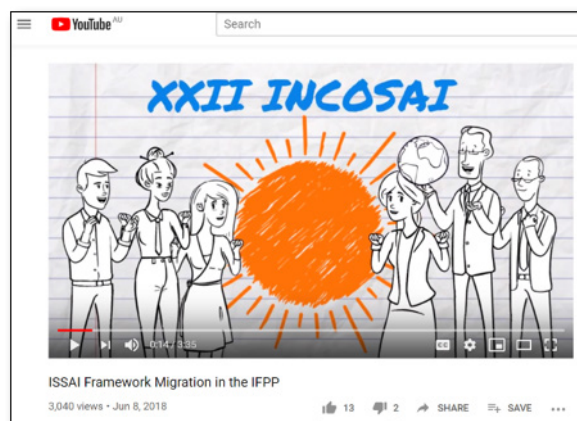 YouTube AU
Search
XXII INCOSAI
0:14 / 3:35
CC
ISSAI Framework Migration in the IFPP
3,040 views • Jun 8, 2018
13
2
SHARE
SAVE